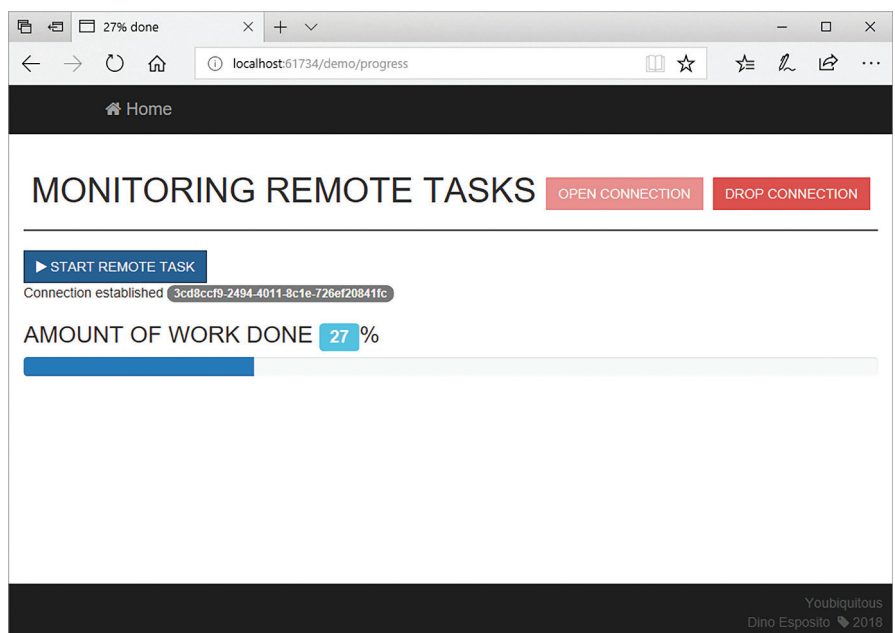 27% done
localhost:61734/demo/progress
Home
MONITORING REMOTE TASKS OPEN CONNECTION DROP CONNECTION
START REMOTE TASK
Connection established 3cd8ccf9-2494-4011-8c1e-726ef20841fc
AMOUNT OF WORK DONE 27 %
Youbiquitous
Dino Esposito 2018